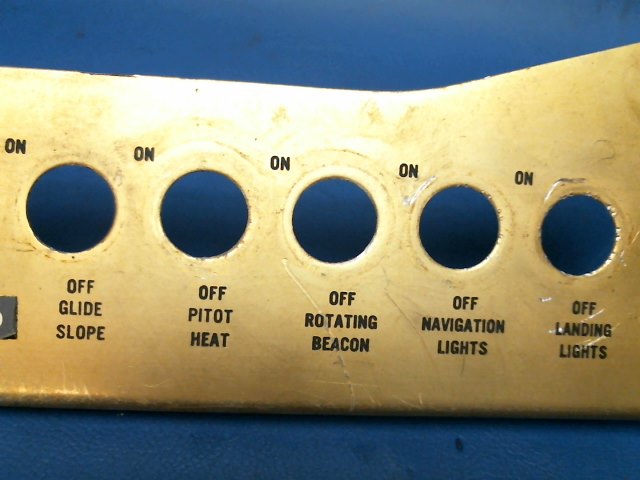 ON ON ON ON ON
OFF OFF OFF OFF OFF
GLIDE PITOT ROTATING NAVIGATION LANDING
SLOPE HEAT BEACON LIGHTS LIGHTS